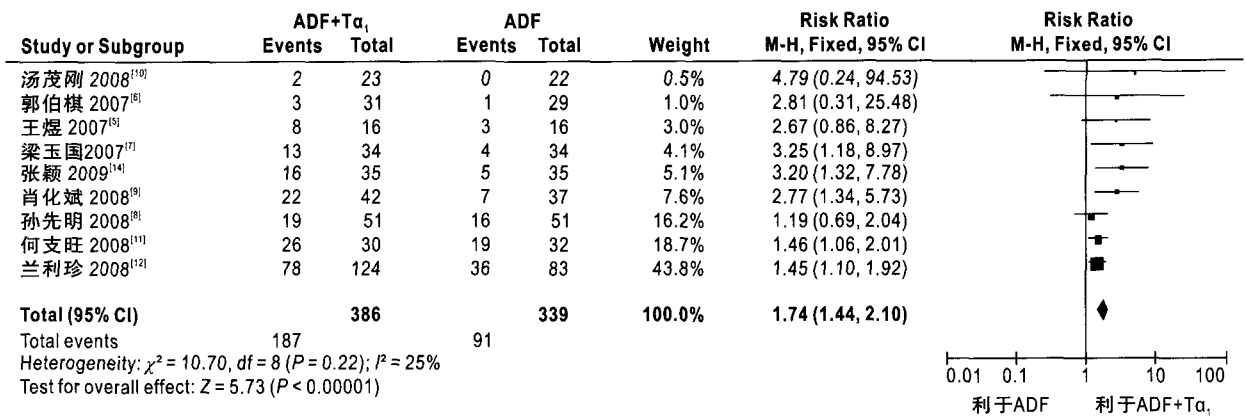 ADF+Tα₁ ADF Risk Ratio Risk Ratio
Study or Subgroup Events Total Events Total Weight M-H, Fixed, 95% CI M-H, Fixed, 95% CI
汤茂刚 2008[10] 2 23 0 22 0.5% 4.79 (0.24, 94.53)
郭伯棋 2007[6] 3 31 1 29 1.0% 2.81 (0.31, 25.48)
王煜 2007[5] 8 16 3 16 3.0% 2.67 (0.86, 8.27)
梁玉国2007[7] 13 34 4 34 4.1% 3.25 (1.18, 8.97)
张颖 2009[14] 16 35 5 35 5.1% 3.20 (1.32, 7.78)
肖化斌 2008[9] 22 42 7 37 7.6% 2.77 (1.34, 5.73)
孙先明 2008[8] 19 51 16 51 16.2% 1.19 (0.69, 2.04)
何支旺 2008[11] 26 30 19 32 18.7% 1.46 (1.06, 2.01)
兰利珍 2008[12] 78 124 36 83 43.8% 1.45 (1.10, 1.92)
Total (95% CI) 386 339 100.0% 1.74 (1.44, 2.10)
Total events 187 91
Heterogeneity: χ² = 10.70, df = 8 (P = 0.22); I² = 25%
Test for overall effect: Z = 5.73 (P < 0.00001)
0.01 0.1 1 10 100
利于ADF 利于ADF+Tα₁